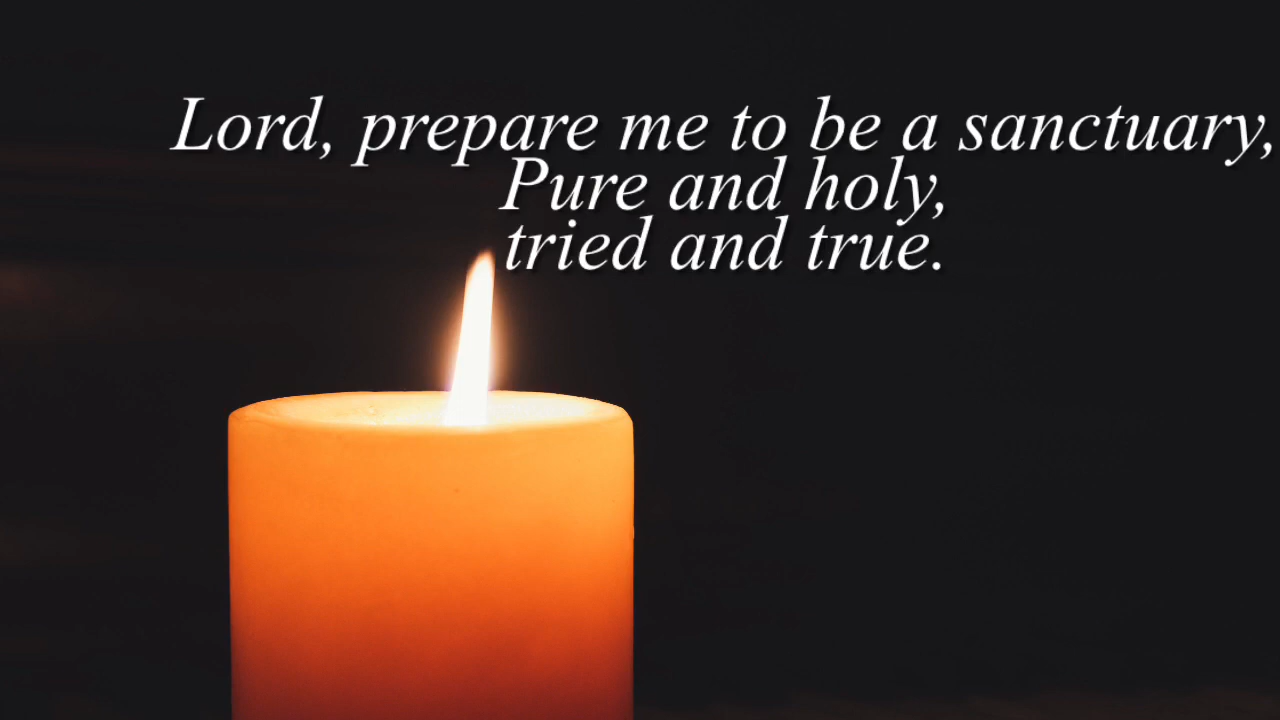 Lord, prepare me to be a sanctuary,
Pure and holy,
tried and true.